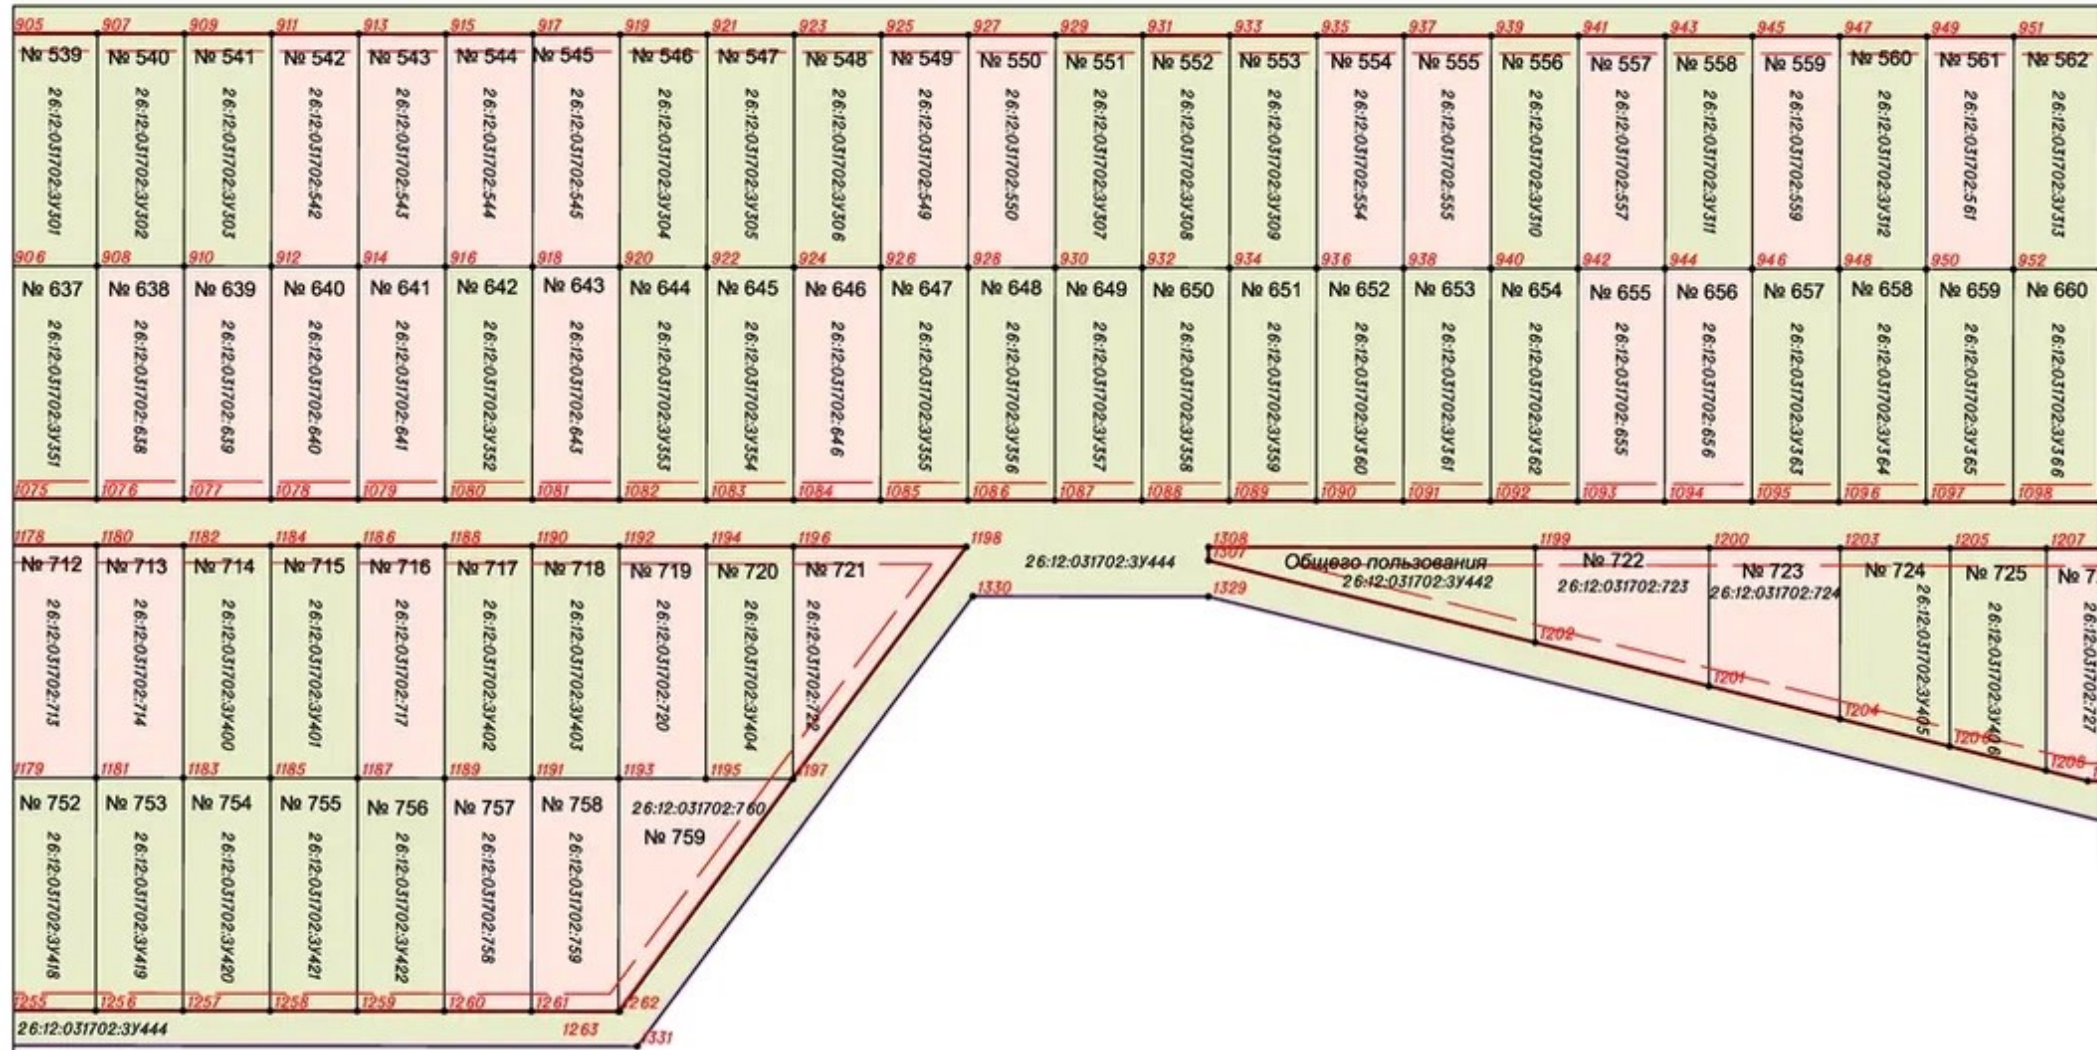 905 907 909 911 913 915 917 919 921 923 925 927 929 931 933 935 937 939 941 943 945 947 949 951
№ 539 № 540 № 541 № 542 № 543 № 544 № 545 № 546 № 547 № 548 № 549 № 550 № 551 № 552 № 553 № 554 № 555 № 556 № 557 № 558 № 559 № 560 № 561 № 562
26:12:031702:ЗУ301 26:12:031702:ЗУ302 26:12:031702:ЗУ303 26:12:031702:542 26:12:031702:543 26:12:031702:544 26:12:031702:545 26:12:031702:ЗУ304 26:12:031702:ЗУ305 26:12:031702:ЗУ306 26:12:031702:549 26:12:031702:550 26:12:031702:ЗУ307 26:12:031702:ЗУ308 26:12:031702:ЗУ309 26:12:031702:554 26:12:031702:555 26:12:031702:ЗУ310 26:12:031702:557 26:12:031702:ЗУ311 26:12:031702:559 26:12:031702:ЗУ312 26:12:031702:561 26:12:031702:ЗУ313
906 908 910 912 914 916 918 920 922 924 926 928 930 932 934 936 938 940 942 944 946 948 950 952
№ 637 № 638 № 639 № 640 № 641 № 642 № 643 № 644 № 645 № 646 № 647 № 648 № 649 № 650 № 651 № 652 № 653 № 654 № 655 № 656 № 657 № 658 № 659 № 660
26:12:031702:ЗУ351 26:12:031702:638 26:12:031702:639 26:12:031702:640 26:12:031702:641 26:12:031702:ЗУ352 26:12:031702:643 26:12:031702:ЗУ353 26:12:031702:ЗУ354 26:12:031702:646 26:12:031702:ЗУ355 26:12:031702:ЗУ356 26:12:031702:ЗУ357 26:12:031702:ЗУ358 26:12:031702:ЗУ359 26:12:031702:ЗУ360 26:12:031702:ЗУ361 26:12:031702:ЗУ362 26:12:031702:655 26:12:031702:656 26:12:031702:ЗУ363 26:12:031702:ЗУ364 26:12:031702:ЗУ365 26:12:031702:ЗУ366
1075 1076 1077 1078 1079 1080 1081 1082 1083 1084 1085 1086 1087 1088 1089 1090 1091 1092 1093 1094 1095 1096 1097 1098
1178 1180 1182 1184 1186 1188 1190 1192 1194 1196 1198 1308 1199 1200 1203 1205 1207
1307
№ 712 № 713 № 714 № 715 № 716 № 717 № 718 № 719 № 720 № 721 26:12:031702:ЗУ444 Общего пользования № 722 № 723 № 724 № 725 № 7
26:12:031702:ЗУ442 26:12:031702:723 26:12:031702:724
1330 1329
26:12:031702:713 26:12:031702:714 26:12:031702:ЗУ400 26:12:031702:ЗУ401 26:12:031702:717 26:12:031702:ЗУ402 26:12:031702:ЗУ403 26:12:031702:720 26:12:031702:ЗУ404 26:12:031702:722 26:12:031702:ЗУ405 26:12:031702:ЗУ406 26:12:031702:727
1202
1201
1204
1206
1208
1179 1181 1183 1185 1187 1189 1191 1193 1195 1197
№ 752 № 753 № 754 № 755 № 756 № 757 № 758 26:12:031702:760
№ 759
26:12:031702:ЗУ418 26:12:031702:ЗУ419 26:12:031702:ЗУ420 26:12:031702:ЗУ421 26:12:031702:ЗУ422 26:12:031702:758 26:12:031702:759
1255 1256 1257 1258 1259 1260 1261 1262
26:12:031702:ЗУ444 1263
1331